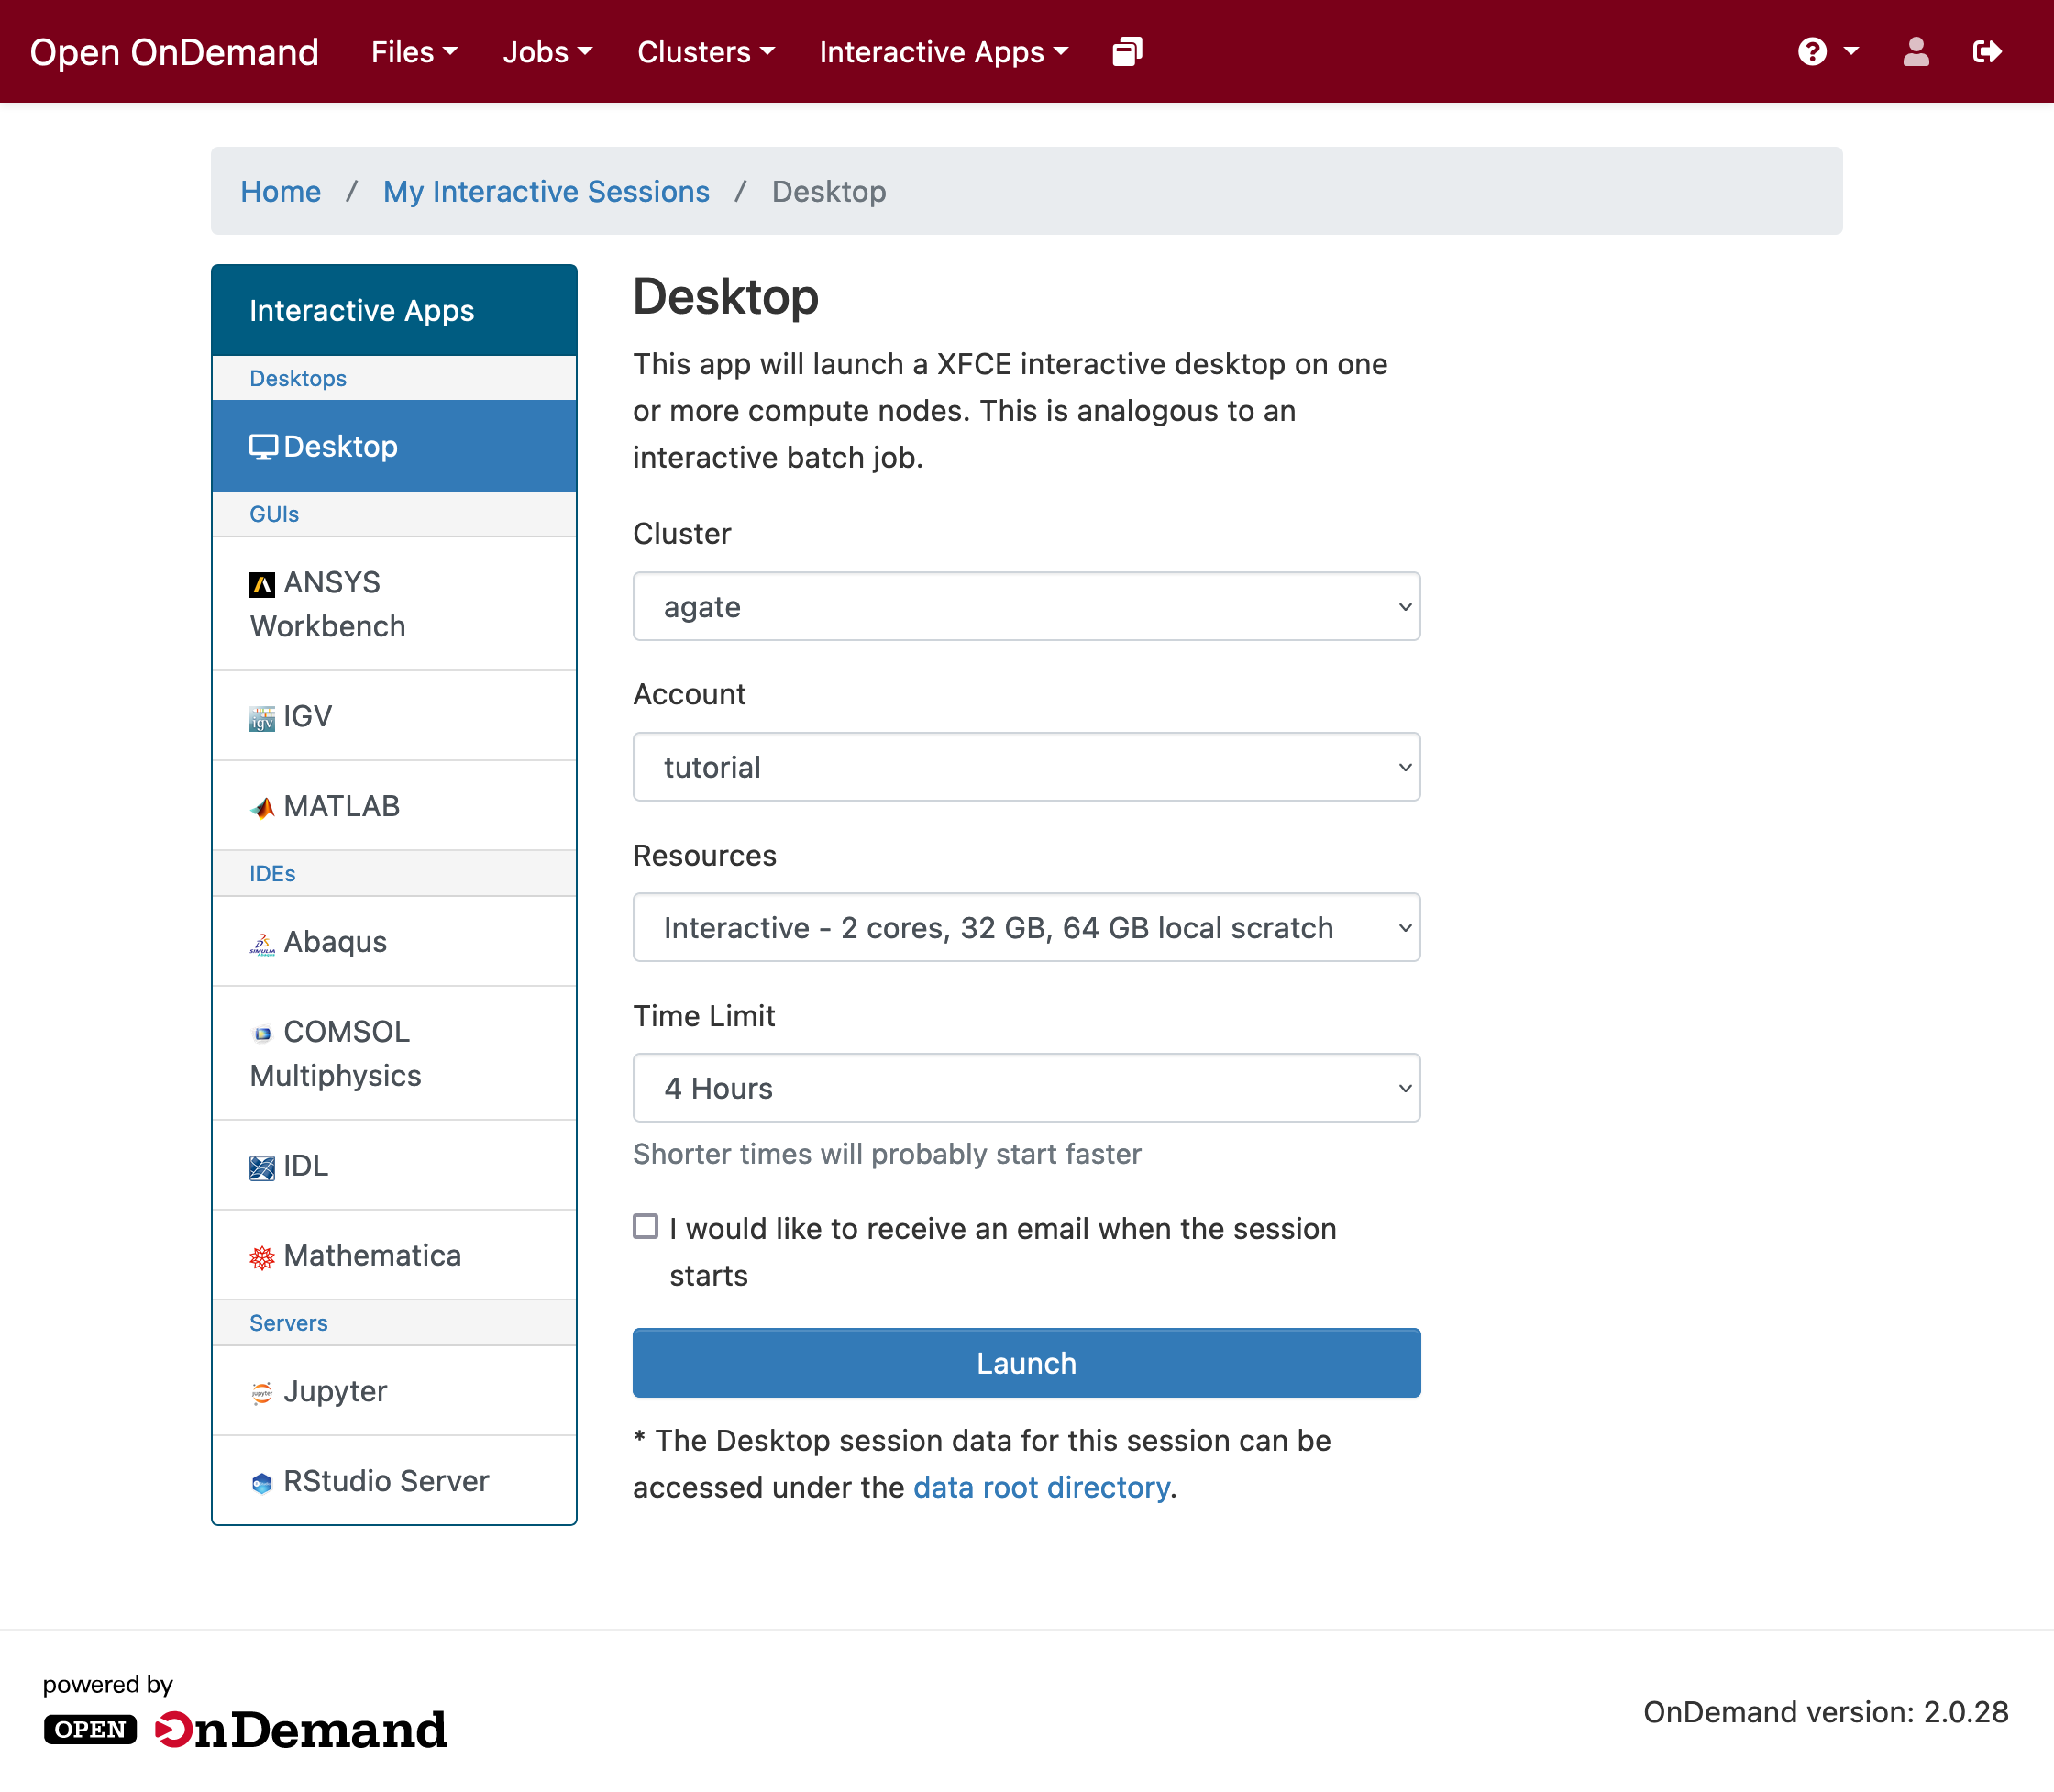 Open OnDemand Files Jobs Clusters Interactive Apps
Home / My Interactive Sessions / Desktop
Interactive Apps
Desktops
Desktop
GUIs
ANSYS
Workbench
igv IGV
MATLAB
IDEs
SIMULIA Abaqus
COMSOL
Multiphysics
IDL
Mathematica
Servers
jupyter Jupyter
RStudio Server
Desktop
This app will launch a XFCE interactive desktop on one
or more compute nodes. This is analogous to an
interactive batch job.
Cluster
agate
Account
tutorial
Resources
Interactive - 2 cores, 32 GB, 64 GB local scratch
Time Limit
4 Hours
Shorter times will probably start faster
I would like to receive an email when the session
starts
Launch
* The Desktop session data for this session can be
accessed under the data root directory.
powered by
OPEN OnDemand
OnDemand version: 2.0.28